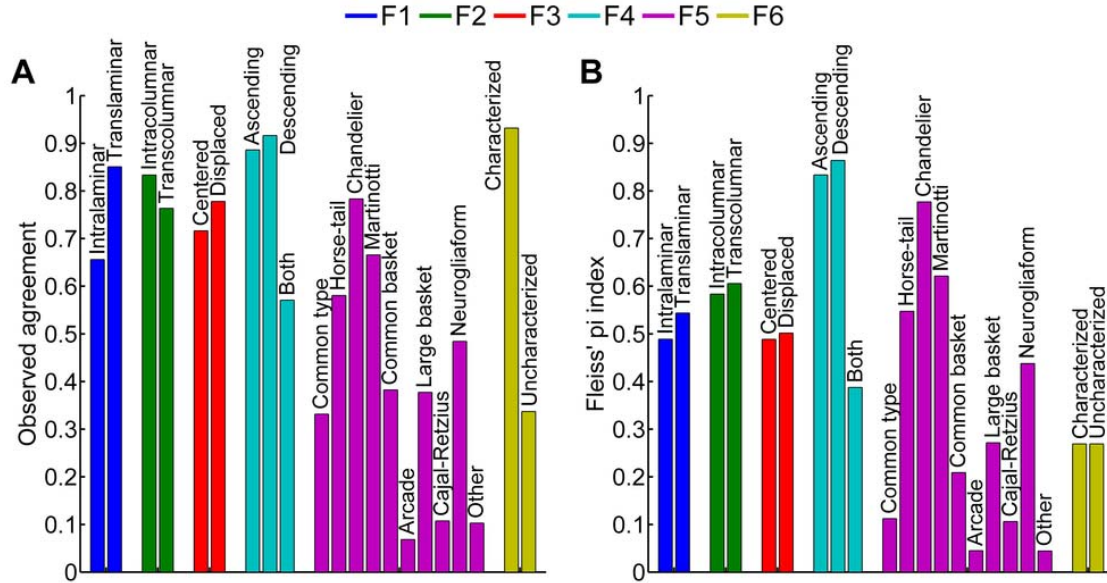 F1 F2 F3 F4 F5 F6
A
Observed agreement
1
0.9
0.8
0.7
0.6
0.5
0.4
0.3
0.2
0.1
0
Intralaminar
Translaminar
Intracolumnar
Transcolumnar
Centered
Displaced
Ascending
Descending
Both
Common type
Horse-tail
Chandelier
Martinotti
Common basket
Arcade
Large basket
Cajal-Retzius
Neurogliaform
Other
Characterized
Uncharacterized
B
Fleiss' pi index
1
0.9
0.8
0.7
0.6
0.5
0.4
0.3
0.2
0.1
0
Intralaminar
Translaminar
Intracolumnar
Transcolumnar
Centered
Displaced
Ascending
Descending
Both
Common type
Horse-tail
Chandelier
Martinotti
Common basket
Arcade
Large basket
Cajal-Retzius
Neurogliaform
Other
Characterized
Uncharacterized